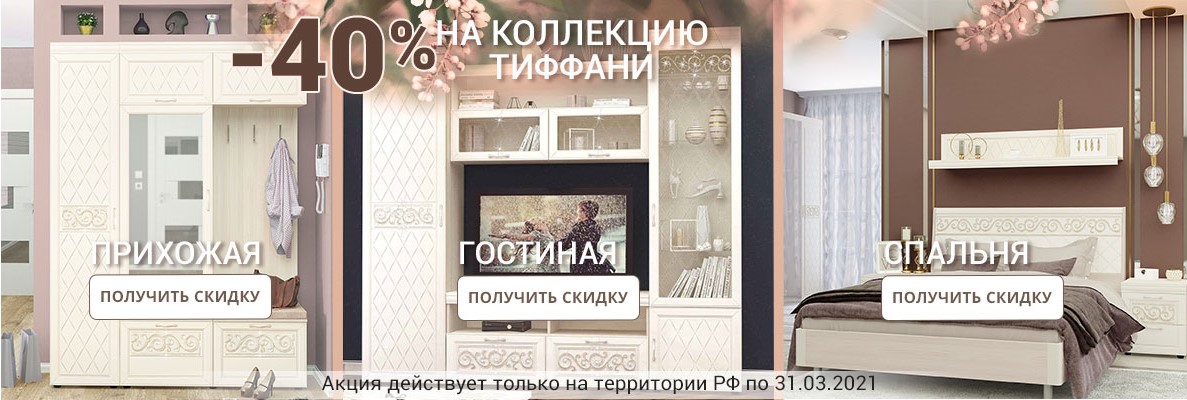 -40% НА КОЛЛЕКЦИЮ
ТИФФАНИ
ПРИХОЖАЯ
ПОЛУЧИТЬ СКИДКУ
ГОСТИНАЯ
ПОЛУЧИТЬ СКИДКУ
СПАЛЬНЯ
ПОЛУЧИТЬ СКИДКУ
Акция действует только на территории РФ по 31.03.2021